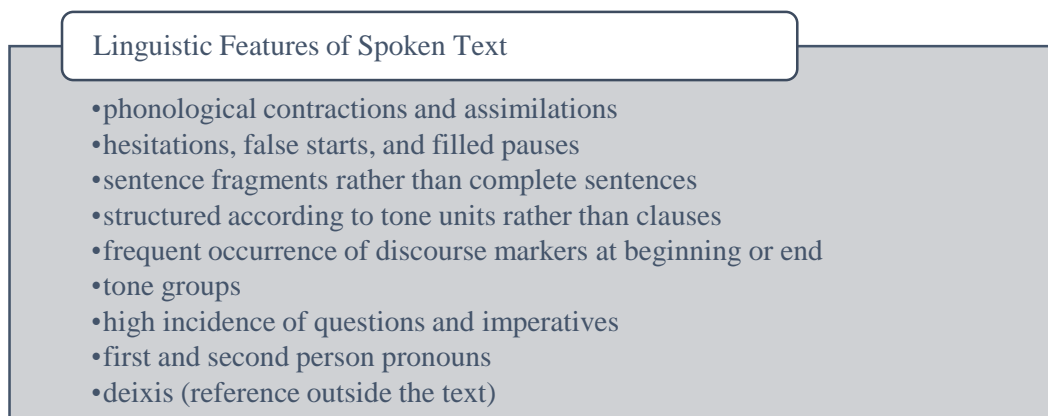 Linguistic Features of Spoken Text
•phonological contractions and assimilations
•hesitations, false starts, and filled pauses
•sentence fragments rather than complete sentences
•structured according to tone units rather than clauses
•frequent occurrence of discourse markers at beginning or end
•tone groups
•high incidence of questions and imperatives
•first and second person pronouns
•deixis (reference outside the text)